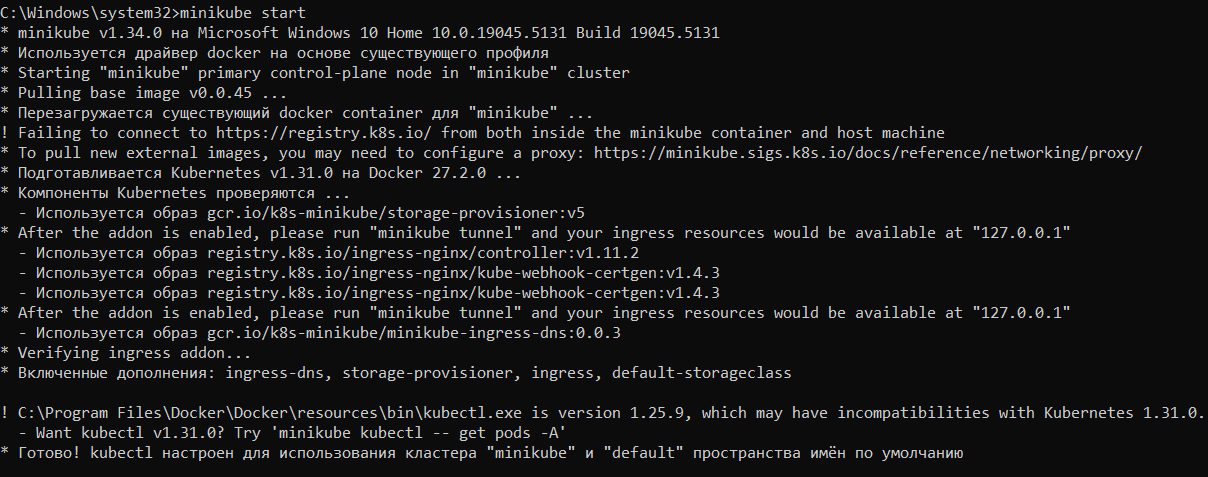 C:\Windows\system32>minikube start
* minikube v1.34.0 на Microsoft Windows 10 Home 10.0.19045.5131 Build 19045.5131
* Используется драйвер docker на основе существующего профиля
* Starting "minikube" primary control-plane node in "minikube" cluster
* Pulling base image v0.0.45 ...
* Перезагружается существующий docker container для "minikube" ...
! Failing to connect to https://registry.k8s.io/ from both inside the minikube container and host machine
* To pull new external images, you may need to configure a proxy: https://minikube.sigs.k8s.io/docs/reference/networking/proxy/
* Подготавливается Kubernetes v1.31.0 на Docker 27.2.0 ...
* Компоненты Kubernetes проверяются ...
  - Используется образ gcr.io/k8s-minikube/storage-provisioner:v5
* After the addon is enabled, please run "minikube tunnel" and your ingress resources would be available at "127.0.0.1"
  - Используется образ registry.k8s.io/ingress-nginx/controller:v1.11.2
  - Используется образ registry.k8s.io/ingress-nginx/kube-webhook-certgen:v1.4.3
  - Используется образ registry.k8s.io/ingress-nginx/kube-webhook-certgen:v1.4.3
* After the addon is enabled, please run "minikube tunnel" and your ingress resources would be available at "127.0.0.1"
  - Используется образ gcr.io/k8s-minikube/minikube-ingress-dns:0.0.3
* Verifying ingress addon...
* Включенные дополнения: ingress-dns, storage-provisioner, ingress, default-storageclass
! C:\Program Files\Docker\Docker\resources\bin\kubectl.exe is version 1.25.9, which may have incompatibilities with Kubernetes 1.31.0.
  - Want kubectl v1.31.0? Try 'minikube kubectl -- get pods -A'
* Готово! kubectl настроен для использования кластера "minikube" и "default" пространства имён по умолчанию